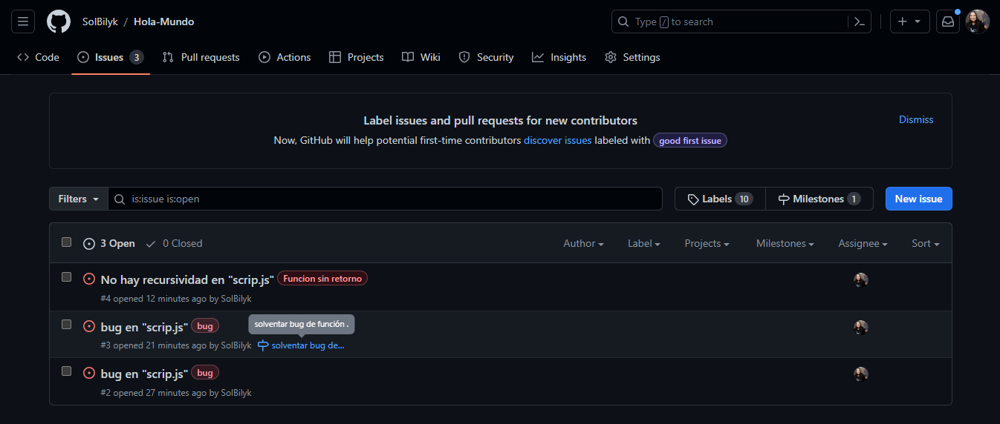 SolBilyk / Hola-Mundo
Type / to search
Code
Issues 3
Pull requests
Actions
Projects
Wiki
Security
Insights
Settings
Label issues and pull requests for new contributors
Dismiss
Now, GitHub will help potential first-time contributors discover issues labeled with good first issue
Filters
is:issue is:open
Labels 10
Milestones 1
New issue
3 Open
0 Closed
Author
Label
Projects
Milestones
Assignee
Sort
No hay recursividad en "scrip.js" Funcion sin retorno
#4 opened 12 minutes ago by SolBilyk
bug en "scrip.js" bug
solventar bug de función .
#3 opened 21 minutes ago by SolBilyk solventar bug de...
bug en "scrip.js" bug
#2 opened 27 minutes ago by SolBilyk